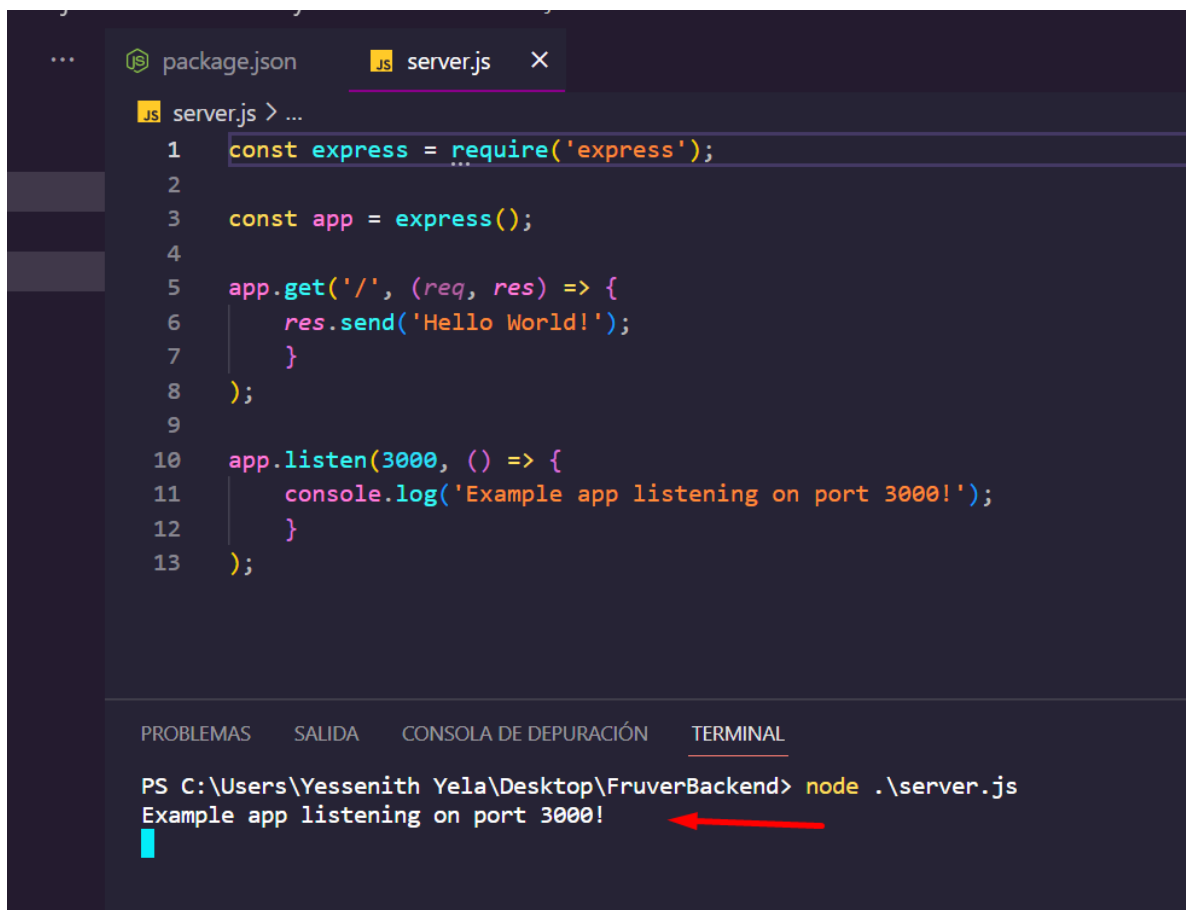 ... package.json server.js ×
server.js > ...
1 const express = require('express');
2
3 const app = express();
4
5 app.get('/', (req, res) => {
6 res.send('Hello World!');
7 }
8 );
9
10 app.listen(3000, () => {
11 console.log('Example app listening on port 3000!');
12 }
13 );
PROBLEMAS SALIDA CONSOLA DE DEPURACIÓN TERMINAL
PS C:\Users\Yessenith Yela\Desktop\FruverBackend> node .\server.js
Example app listening on port 3000!